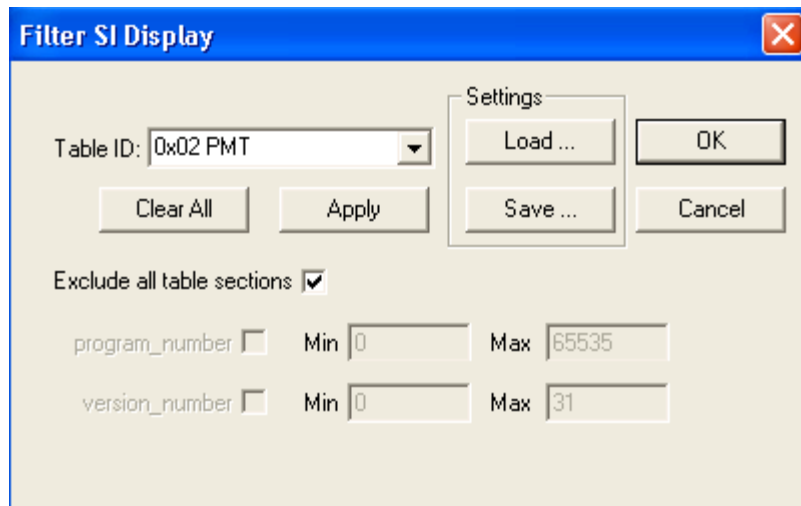 Filter SI Display
Settings
Table ID: 0x02 PMT
Load ...
OK
Clear All
Apply
Save ...
Cancel
Exclude all table sections
program_number
Min 0
Max 65535
version_number
Min 0
Max 31